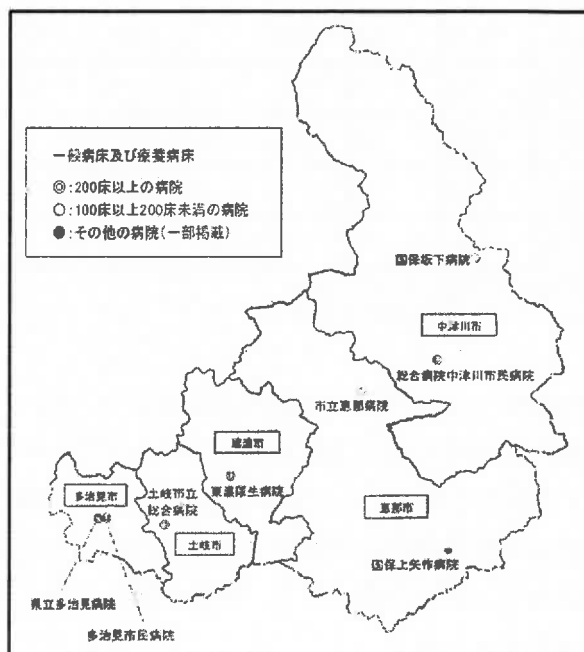 一般病床及び療養病床
◎:200床以上の病院
○:100床以上200床未満の病院
●:その他の病院(一部掲載)
国保坂下病院
中津川市
総合病院中津川市民病院
市立恵那病院
瑞浪市
東濃厚生病院
多治見市
土岐市立
総合病院
土岐市
恵那市
国保上矢作病院
県立多治見病院
多治見市民病院